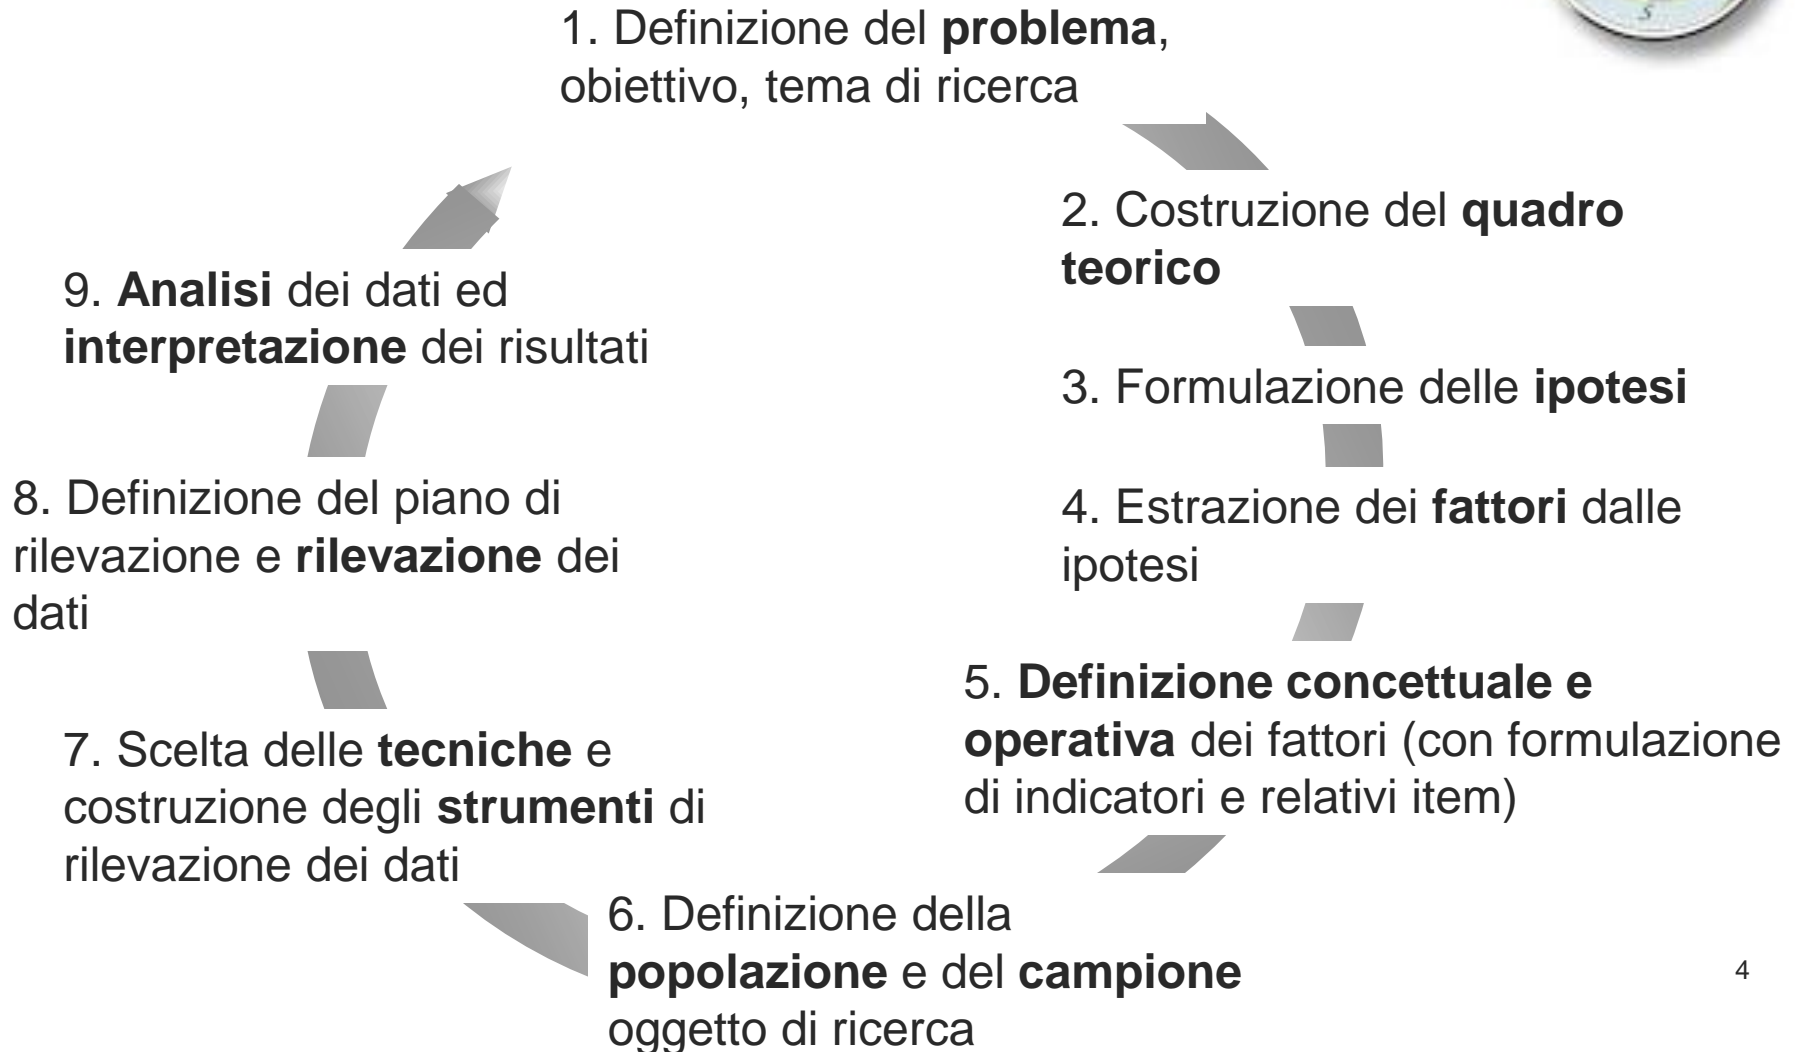 1. Definizione del problema,
obiettivo, tema di ricerca
2. Costruzione del quadro
teorico
3. Formulazione delle ipotesi
4. Estrazione dei fattori dalle
ipotesi
5. Definizione concettuale e
operativa dei fattori (con formulazione
di indicatori e relativi item)
6. Definizione della
popolazione e del campione
oggetto di ricerca
7. Scelta delle tecniche e
costruzione degli strumenti di
rilevazione dei dati
8. Definizione del piano di
rilevazione e rilevazione dei
dati
9. Analisi dei dati ed
interpretazione dei risultati
4